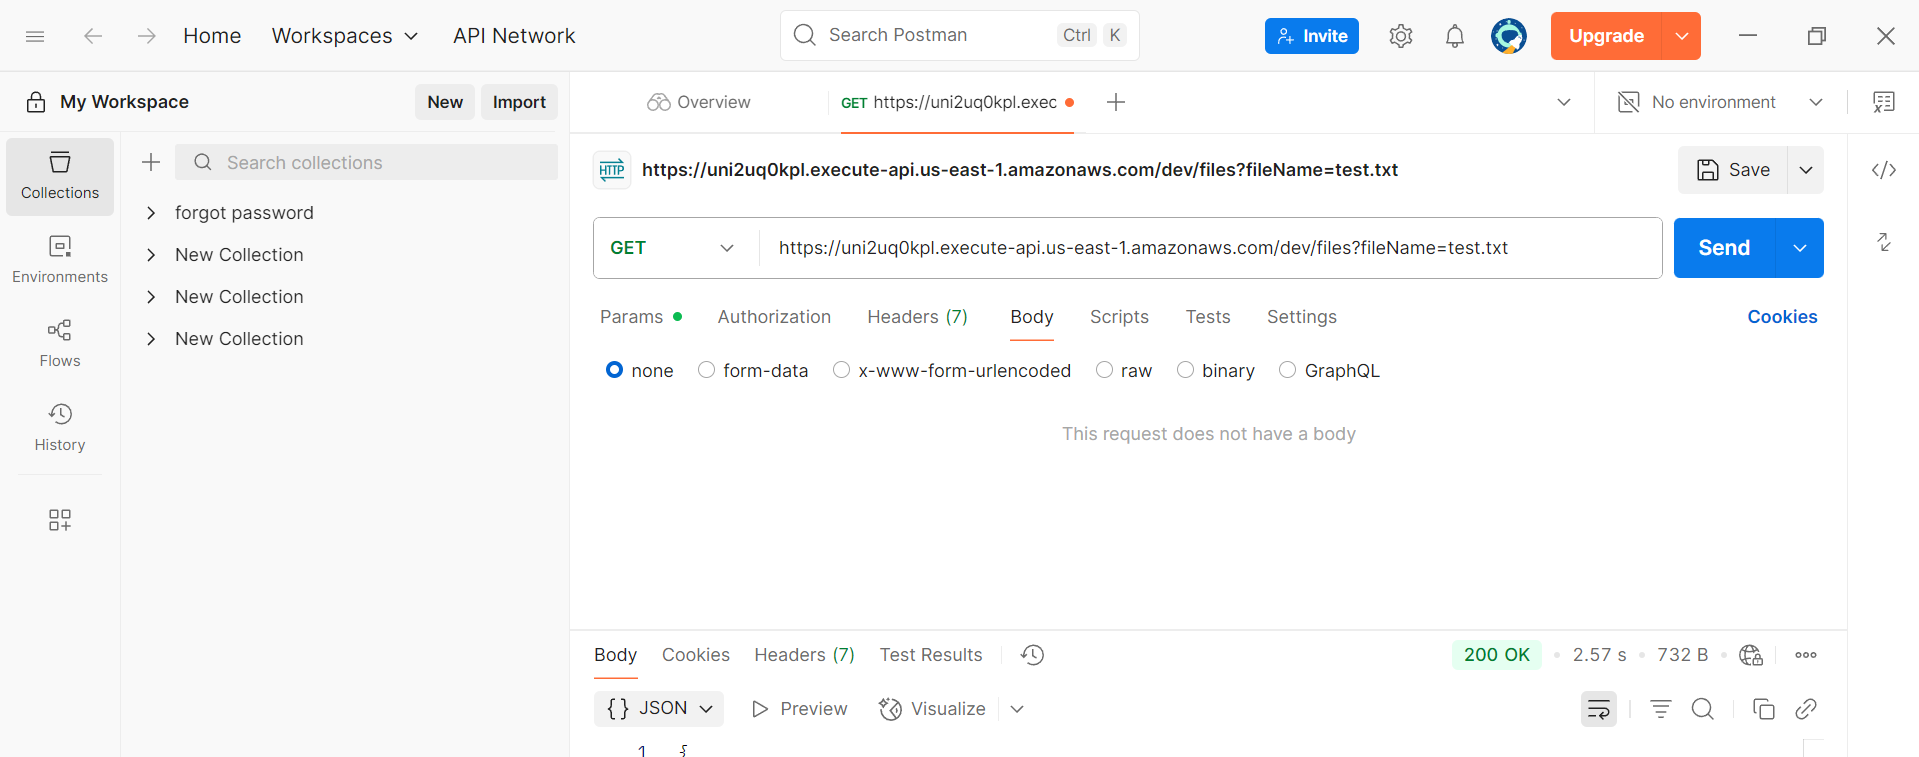 Home Workspaces API Network Search Postman Ctrl K Invite Upgrade
My Workspace New Import
Overview GET https://uni2uq0kpl.exec No environment
Collections
Environments
Flows
History
Search collections
forgot password
New Collection
New Collection
New Collection
HTTP https://uni2uq0kpl.execute-api.us-east-1.amazonaws.com/dev/files?fileName=test.txt Save
GET https://uni2uq0kpl.execute-api.us-east-1.amazonaws.com/dev/files?fileName=test.txt Send
Params Authorization Headers (7) Body Scripts Tests Settings Cookies
none form-data x-www-form-urlencoded raw binary GraphQL
This request does not have a body
Body Cookies Headers (7) Test Results 200 OK • 2.57 s • 732 B •
{} JSON Preview Visualize
1 {